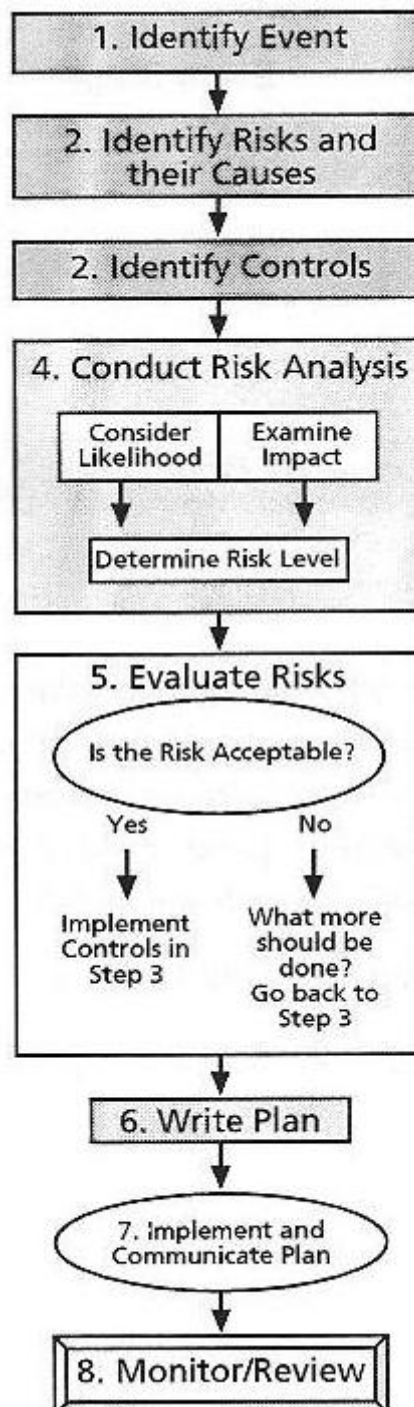 1. Identify Event
2. Identify Risks and
their Causes
2. Identify Controls
4. Conduct Risk Analysis
Consider
Likelihood
Examine
Impact
Determine Risk Level
5. Evaluate Risks
Is the Risk Acceptable?
Yes
No
Implement
Controls in
Step 3
What more
should be
done?
Go back to
Step 3
6. Write Plan
7. Implement and
Communicate Plan
8. Monitor/Review